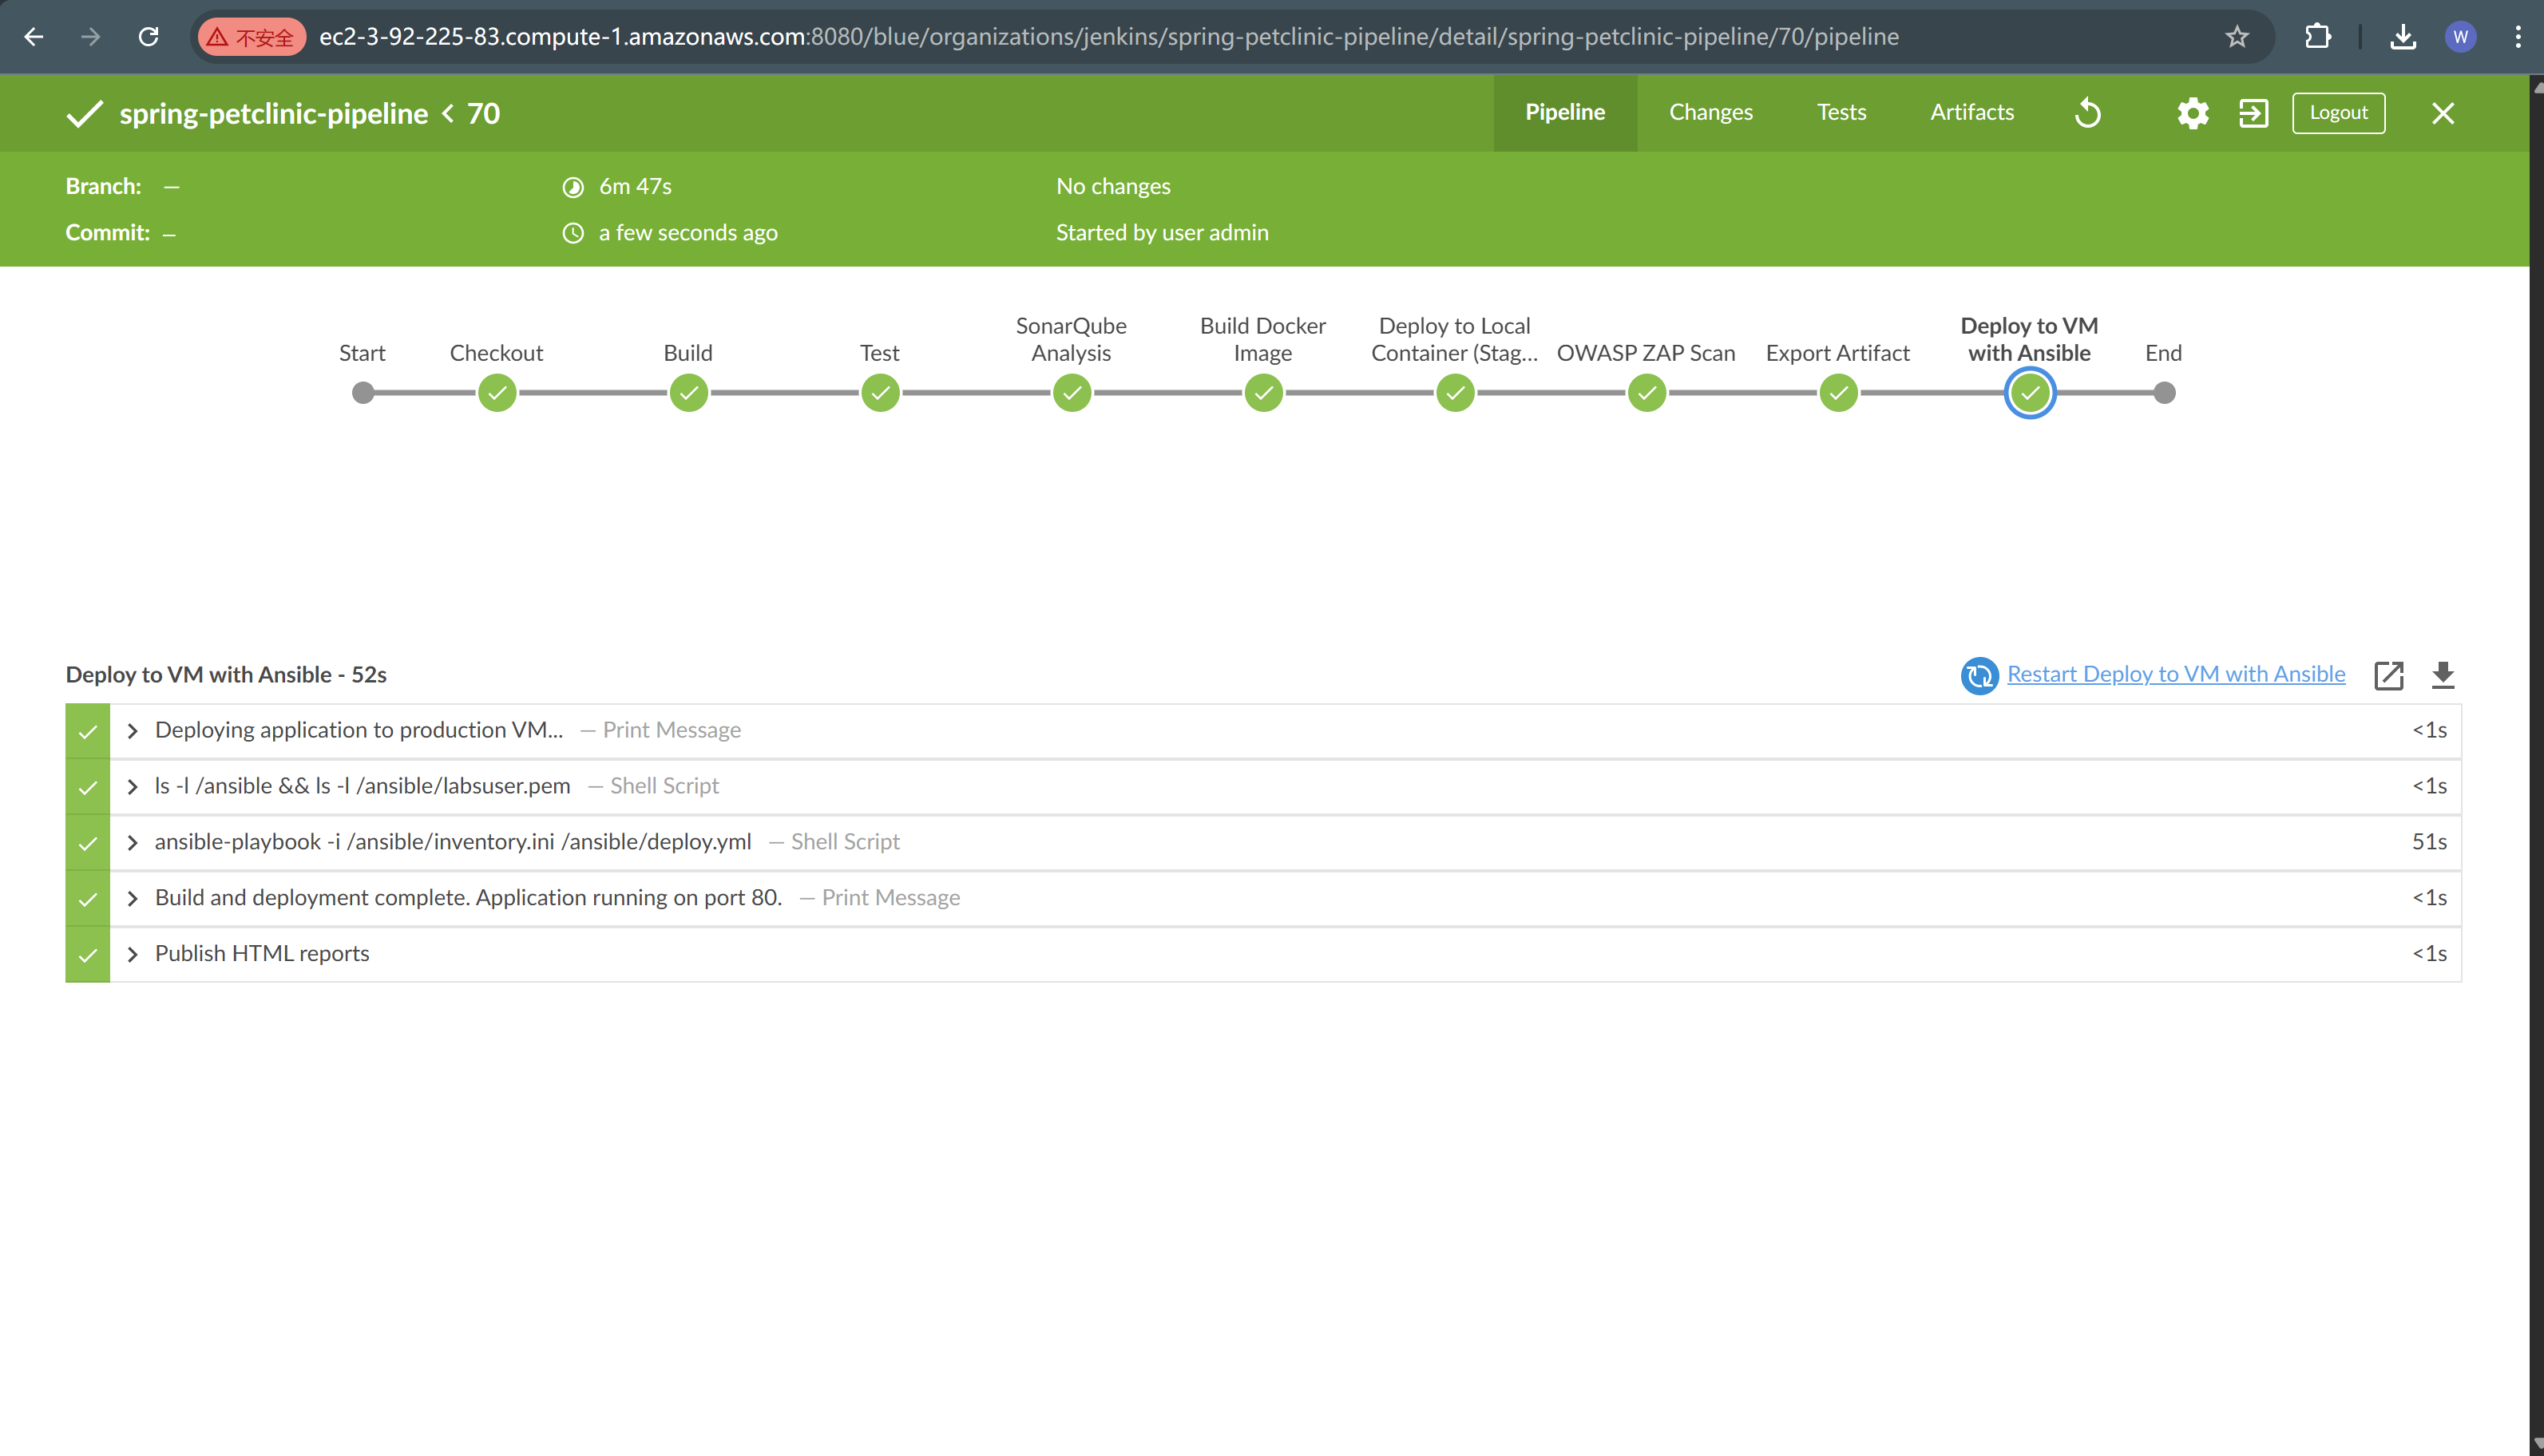 不安全 ec2-3-92-225-83.compute-1.amazonaws.com:8080/blue/organizations/jenkins/spring-petclinic-pipeline/detail/spring-petclinic-pipeline/70/pipeline W
spring-petclinic-pipeline < 70 Pipeline Changes Tests Artifacts Logout
Branch: — 6m 47s No changes
Commit: — a few seconds ago Started by user admin
Start
Checkout
Build
Test
SonarQube
Analysis
Build Docker
Image
Deploy to Local
Container (Stag...
OWASP ZAP Scan
Export Artifact
Deploy to VM
with Ansible
End
Deploy to VM with Ansible - 52s Restart Deploy to VM with Ansible
Deploying application to production VM... — Print Message <1s
ls -l /ansible && ls -l /ansible/labsuser.pem — Shell Script <1s
ansible-playbook -i /ansible/inventory.ini /ansible/deploy.yml — Shell Script 51s
Build and deployment complete. Application running on port 80. — Print Message <1s
Publish HTML reports <1s